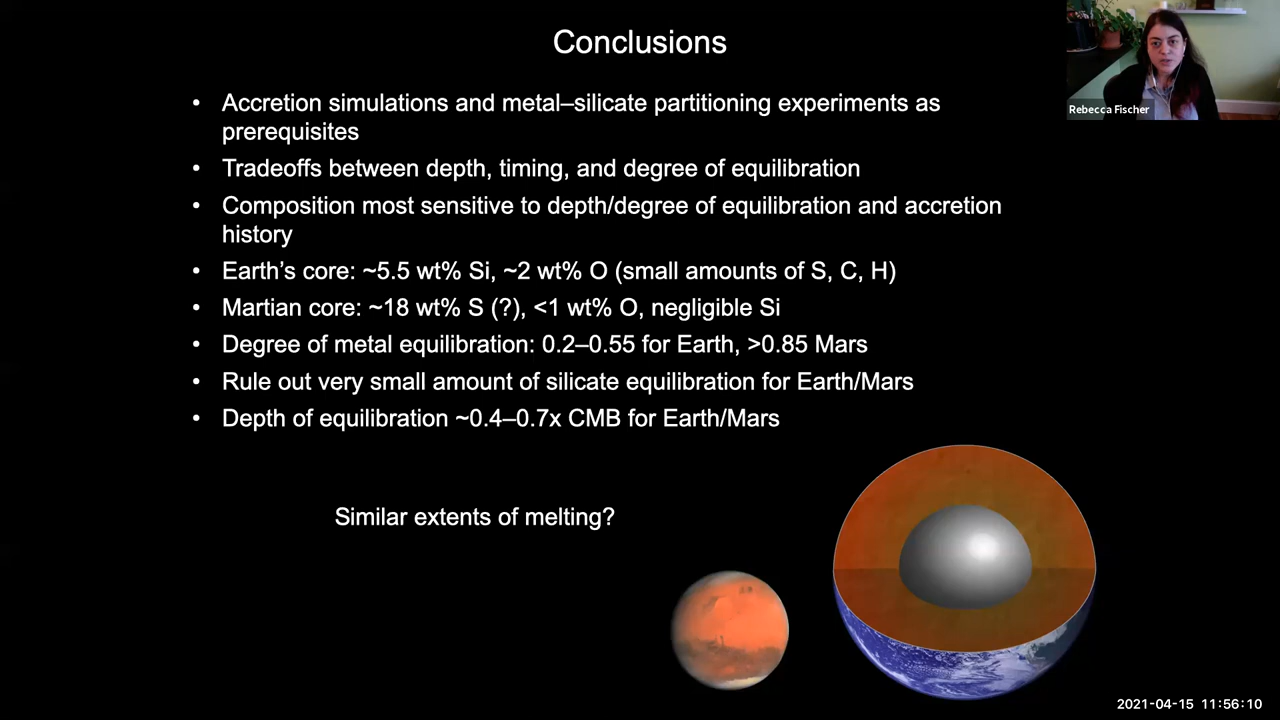 Conclusions
Rebecca Fischer
• Accretion simulations and metal–silicate partitioning experiments as
prerequisites
• Tradeoffs between depth, timing, and degree of equilibration
• Composition most sensitive to depth/degree of equilibration and accretion
history
• Earth’s core: ~5.5 wt% Si, ~2 wt% O (small amounts of S, C, H)
• Martian core: ~18 wt% S (?), <1 wt% O, negligible Si
• Degree of metal equilibration: 0.2–0.55 for Earth, >0.85 Mars
• Rule out very small amount of silicate equilibration for Earth/Mars
• Depth of equilibration ~0.4–0.7x CMB for Earth/Mars
Similar extents of melting?
2021-04-15 11:56:10